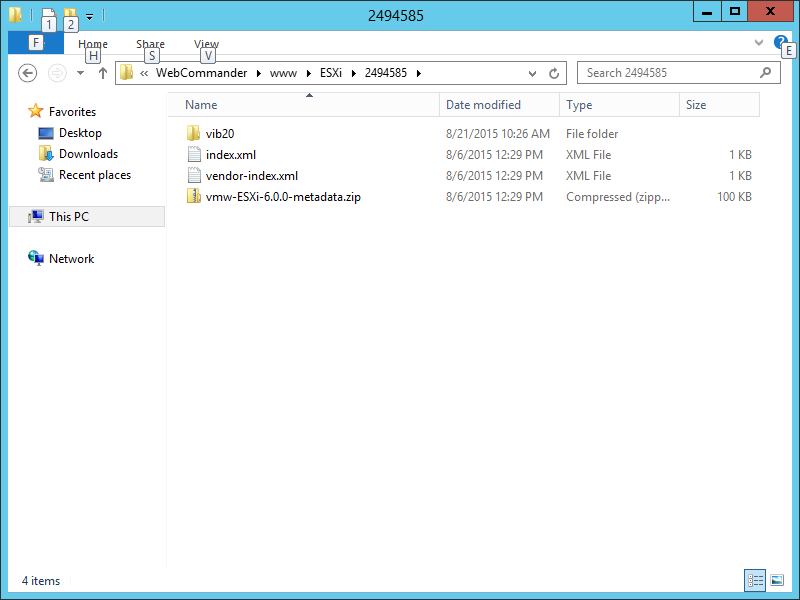 2494585
1 2
F Home Share View
H S V E
« WebCommander www ESXi 2494585 Search 2494585
Favorites
Desktop
Downloads
Recent places
This PC
Network
Name Date modified Type Size
vib20 8/21/2015 10:26 AM File folder
index.xml 8/6/2015 12:29 PM XML File 1 KB
vendor-index.xml 8/6/2015 12:29 PM XML File 1 KB
vmw-ESXi-6.0.0-metadata.zip 8/6/2015 12:29 PM Compressed (zipp... 100 KB
4 items